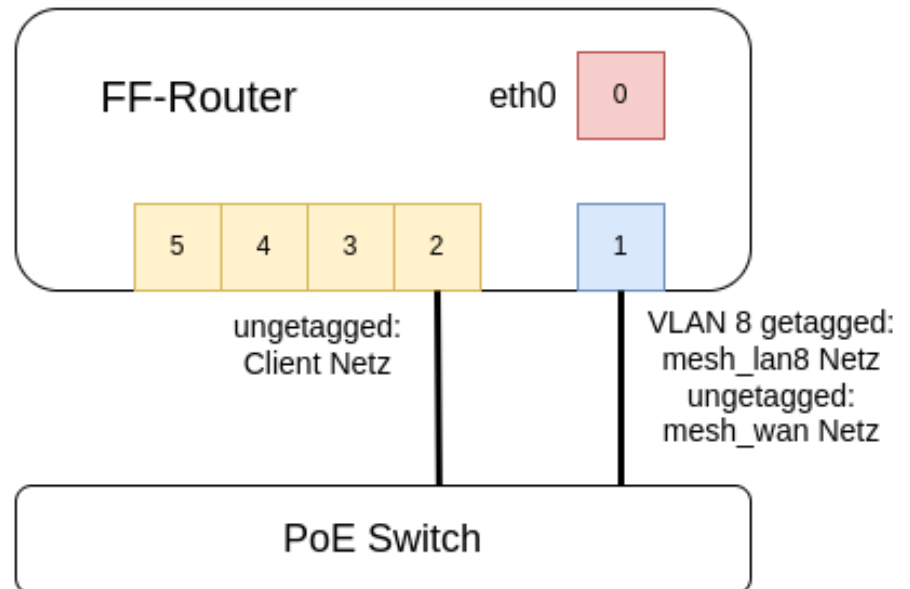 FF-Router
eth0
0
5
4
3
2
1
ungetagged:
Client Netz
VLAN 8 getagged:
mesh_lan8 Netz
ungetagged:
mesh_wan Netz
PoE Switch